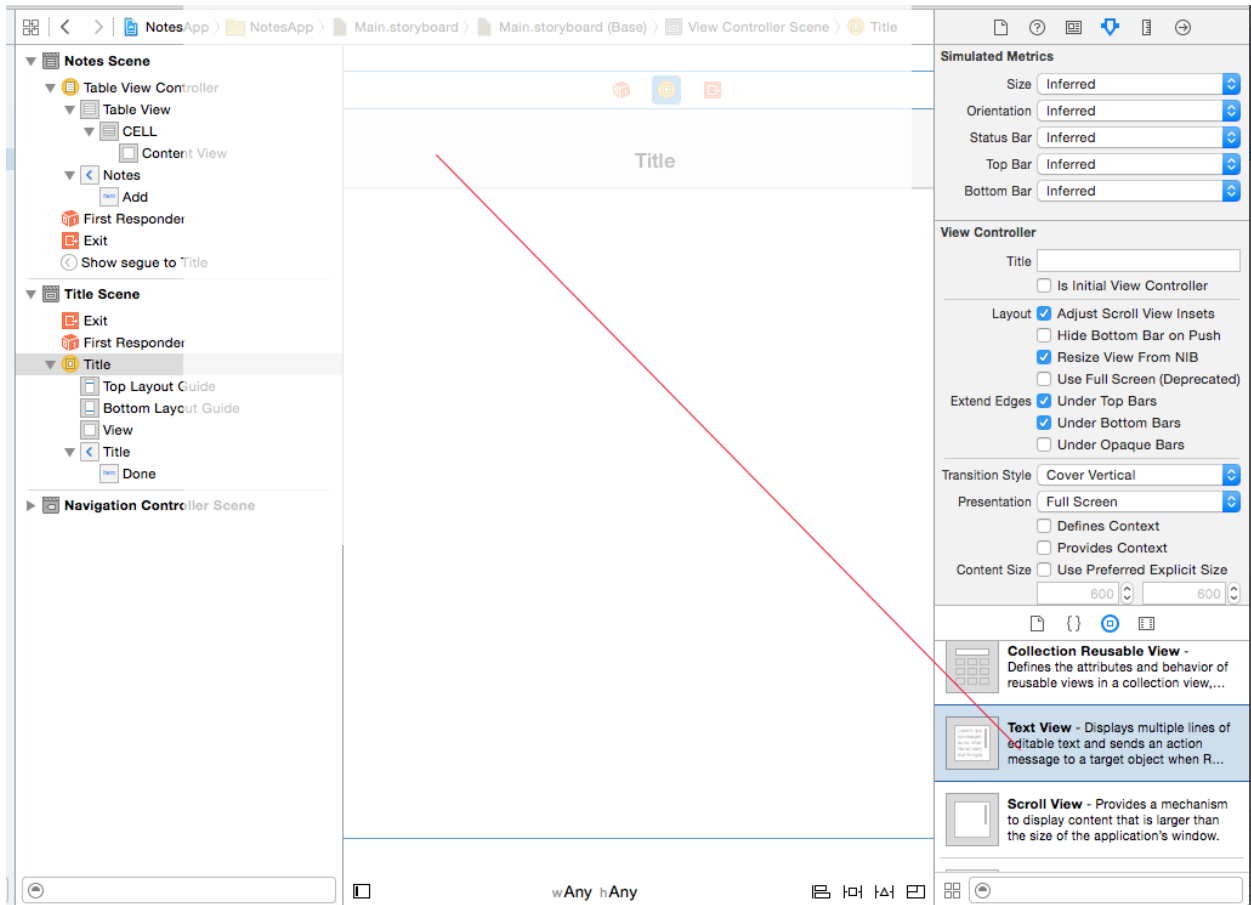 NotesApp NotesApp Main.storyboard Main.storyboard (Base) View Controller Scene Title
Notes Scene
Table View Controller
Table View
CELL
Content View
Notes
Item Add
First Responder
Exit
Show segue to Title
Title Scene
Exit
First Responder
Title
Top Layout Guide
Bottom Layout Guide
View
Title
Item Done
Navigation Controller Scene
Title
wAny hAny
Simulated Metrics
Size Inferred
Orientation Inferred
Status Bar Inferred
Top Bar Inferred
Bottom Bar Inferred
View Controller
Title
Is Initial View Controller
Layout Adjust Scroll View Insets
Hide Bottom Bar on Push
Resize View From NIB
Use Full Screen (Deprecated)
Extend Edges Under Top Bars
Under Bottom Bars
Under Opaque Bars
Transition Style Cover Vertical
Presentation Full Screen
Defines Context
Provides Context
Content Size Use Preferred Explicit Size
600 600
{}
Collection Reusable View -
Defines the attributes and behavior of
reusable views in a collection view,...
Text View - Displays multiple lines of
editable text and sends an action
message to a target object when R...
Scroll View - Provides a mechanism
to display content that is larger than
the size of the application's window.